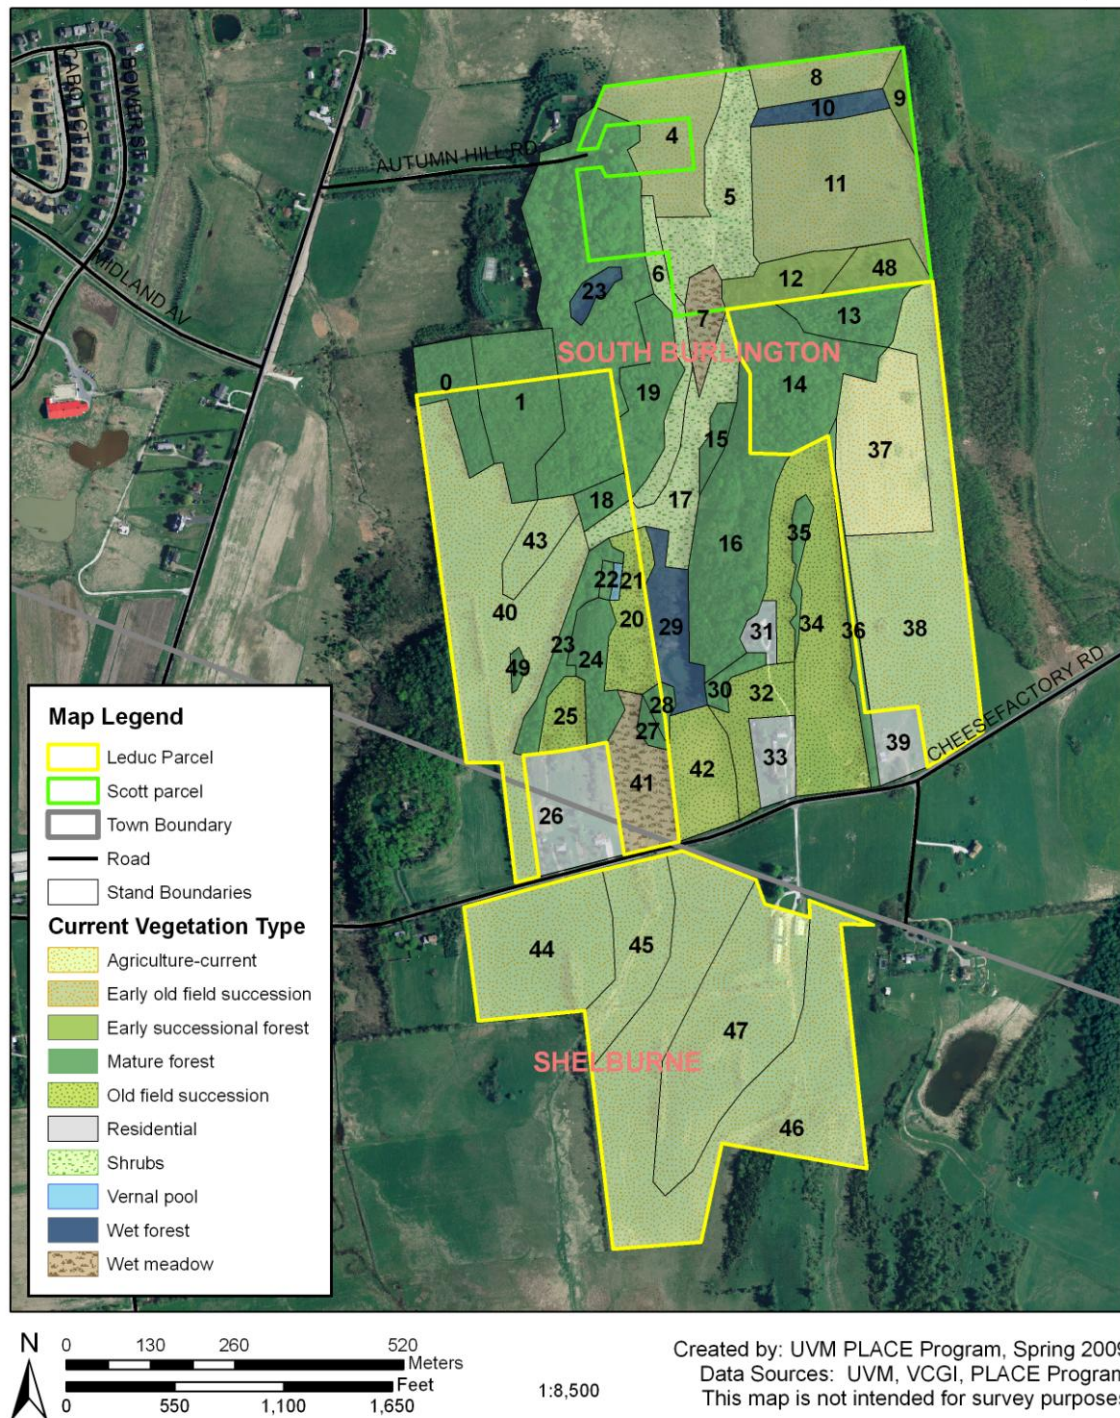 CABOT CT
BOWER ST
AUTUMN HILL RD
MIDLAND AV
8
9
10
4
11
5
6
12
48
23
7
13
SOUTH BURLINGTON
0
1
19
14
15
37
18
17
43
16
35
22
21
40
20
29
31
34
36
38
23
24
49
30
32
28
25
27
39
CHEESEFACTORY RD
41
42
33
26
44
45
47
SHELBURNE
46
Map Legend
Leduc Parcel
Scott parcel
Town Boundary
Road
Stand Boundaries
Current Vegetation Type
Agriculture-current
Early old field succession
Early successional forest
Mature forest
Old field succession
Residential
Shrubs
Vernal pool
Wet forest
Wet meadow
N
0 130 260 520
Meters
Feet
0 550 1,100 1,650
1:8,500
Created by: UVM PLACE Program, Spring 2009
Data Sources: UVM, VCGI, PLACE Program
This map is not intended for survey purposes